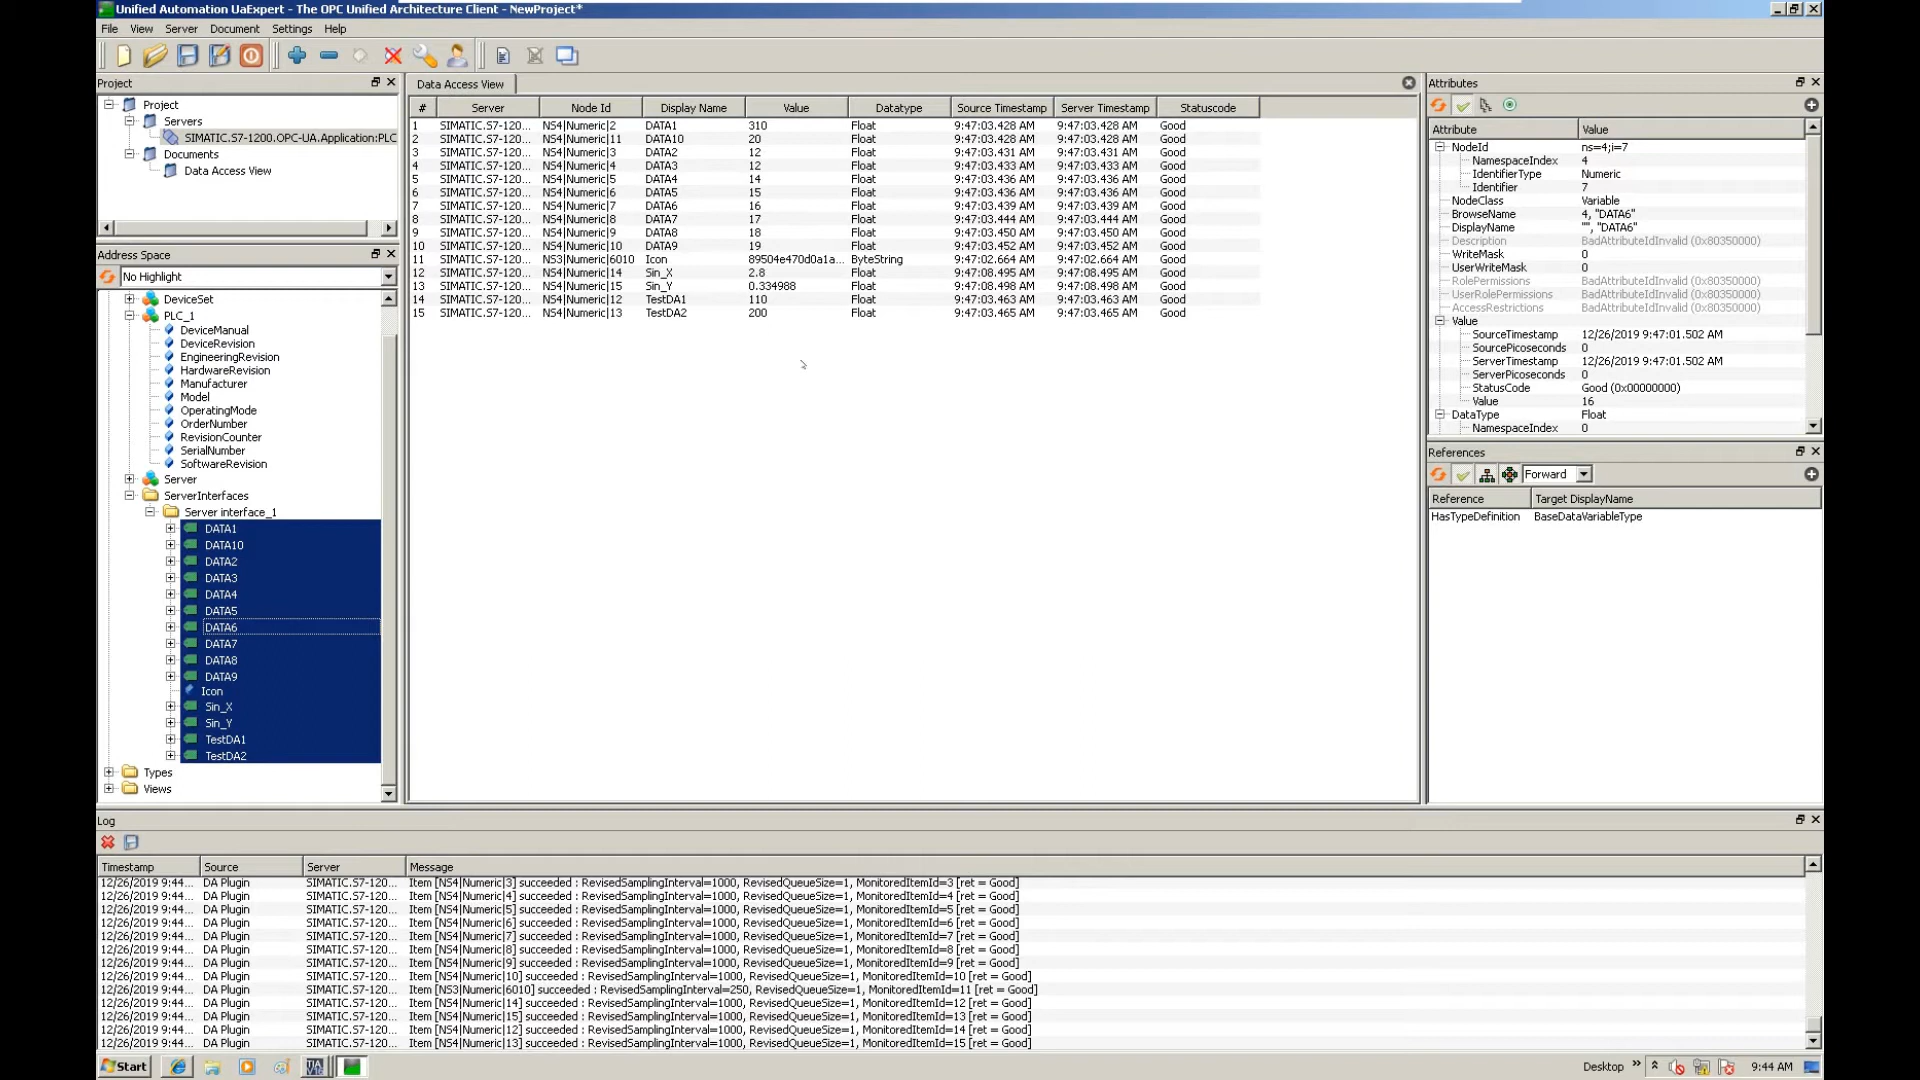 Unified Automation UaExpert - The OPC Unified Architecture Client - NewProject*
File View Server Document Settings Help
Project
Project
Servers
SIMATIC.S7-1200.OPC-UA.Application:PLC
Documents
Data Access View
Address Space
No Highlight
DeviceSet
PLC_1
DeviceManual
DeviceRevision
EngineeringRevision
HardwareRevision
Manufacturer
Model
OperatingMode
OrderNumber
RevisionCounter
SerialNumber
SoftwareRevision
Server
ServerInterfaces
Server interface_1
DATA1
DATA10
DATA2
DATA3
DATA4
DATA5
DATA6
DATA7
DATA8
DATA9
Icon
Sin_X
Sin_Y
TestDA1
TestDA2
Types
Views
Data Access View
# Server Node Id Display Name Value Datatype Source Timestamp Server Timestamp Statuscode
1 SIMATIC.S7-120... NS4|Numeric|2 DATA1 310 Float 9:47:03.428 AM 9:47:03.428 AM Good
2 SIMATIC.S7-120... NS4|Numeric|11 DATA10 20 Float 9:47:03.428 AM 9:47:03.428 AM Good
3 SIMATIC.S7-120... NS4|Numeric|3 DATA2 12 Float 9:47:03.431 AM 9:47:03.431 AM Good
4 SIMATIC.S7-120... NS4|Numeric|4 DATA3 12 Float 9:47:03.433 AM 9:47:03.433 AM Good
5 SIMATIC.S7-120... NS4|Numeric|5 DATA4 14 Float 9:47:03.436 AM 9:47:03.436 AM Good
6 SIMATIC.S7-120... NS4|Numeric|6 DATA5 15 Float 9:47:03.436 AM 9:47:03.436 AM Good
7 SIMATIC.S7-120... NS4|Numeric|7 DATA6 16 Float 9:47:03.439 AM 9:47:03.439 AM Good
8 SIMATIC.S7-120... NS4|Numeric|8 DATA7 17 Float 9:47:03.444 AM 9:47:03.444 AM Good
9 SIMATIC.S7-120... NS4|Numeric|9 DATA8 18 Float 9:47:03.450 AM 9:47:03.450 AM Good
10 SIMATIC.S7-120... NS4|Numeric|10 DATA9 19 Float 9:47:03.452 AM 9:47:03.452 AM Good
11 SIMATIC.S7-120... NS3|Numeric|6010 Icon 89504e470d0a1a... ByteString 9:47:02.664 AM 9:47:02.664 AM Good
12 SIMATIC.S7-120... NS4|Numeric|14 Sin_X 2.8 Float 9:47:08.495 AM 9:47:08.495 AM Good
13 SIMATIC.S7-120... NS4|Numeric|15 Sin_Y 0.334988 Float 9:47:08.498 AM 9:47:08.498 AM Good
14 SIMATIC.S7-120... NS4|Numeric|12 TestDA1 110 Float 9:47:03.463 AM 9:47:03.463 AM Good
15 SIMATIC.S7-120... NS4|Numeric|13 TestDA2 200 Float 9:47:03.465 AM 9:47:03.465 AM Good
Attributes
Attribute Value
NodeId ns=4;i=7
NamespaceIndex 4
IdentifierType Numeric
Identifier 7
NodeClass Variable
BrowseName 4, "DATA6"
DisplayName "", "DATA6"
Description BadAttributeIdInvalid (0x80350000)
WriteMask 0
UserWriteMask 0
RolePermissions BadAttributeIdInvalid (0x80350000)
UserRolePermissions BadAttributeIdInvalid (0x80350000)
AccessRestrictions BadAttributeIdInvalid (0x80350000)
Value
SourceTimestamp 12/26/2019 9:47:01.502 AM
SourcePicoseconds 0
ServerTimestamp 12/26/2019 9:47:01.502 AM
ServerPicoseconds 0
StatusCode Good (0x00000000)
Value 16
DataType Float
NamespaceIndex 0
References
Forward
Reference Target DisplayName
HasTypeDefinition BaseDataVariableType
Log
Timestamp Source Server Message
12/26/2019 9:44... DA Plugin SIMATIC.S7-120... Item [NS4|Numeric|3] succeeded : RevisedSamplingInterval=1000, RevisedQueueSize=1, MonitoredItemId=3 [ret = Good]
12/26/2019 9:44... DA Plugin SIMATIC.S7-120... Item [NS4|Numeric|4] succeeded : RevisedSamplingInterval=1000, RevisedQueueSize=1, MonitoredItemId=4 [ret = Good]
12/26/2019 9:44... DA Plugin SIMATIC.S7-120... Item [NS4|Numeric|5] succeeded : RevisedSamplingInterval=1000, RevisedQueueSize=1, MonitoredItemId=5 [ret = Good]
12/26/2019 9:44... DA Plugin SIMATIC.S7-120... Item [NS4|Numeric|6] succeeded : RevisedSamplingInterval=1000, RevisedQueueSize=1, MonitoredItemId=6 [ret = Good]
12/26/2019 9:44... DA Plugin SIMATIC.S7-120... Item [NS4|Numeric|7] succeeded : RevisedSamplingInterval=1000, RevisedQueueSize=1, MonitoredItemId=7 [ret = Good]
12/26/2019 9:44... DA Plugin SIMATIC.S7-120... Item [NS4|Numeric|8] succeeded : RevisedSamplingInterval=1000, RevisedQueueSize=1, MonitoredItemId=8 [ret = Good]
12/26/2019 9:44... DA Plugin SIMATIC.S7-120... Item [NS4|Numeric|9] succeeded : RevisedSamplingInterval=1000, RevisedQueueSize=1, MonitoredItemId=9 [ret = Good]
12/26/2019 9:44... DA Plugin SIMATIC.S7-120... Item [NS4|Numeric|10] succeeded : RevisedSamplingInterval=1000, RevisedQueueSize=1, MonitoredItemId=10 [ret = Good]
12/26/2019 9:44... DA Plugin SIMATIC.S7-120... Item [NS3|Numeric|6010] succeeded : RevisedSamplingInterval=250, RevisedQueueSize=1, MonitoredItemId=11 [ret = Good]
12/26/2019 9:44... DA Plugin SIMATIC.S7-120... Item [NS4|Numeric|14] succeeded : RevisedSamplingInterval=1000, RevisedQueueSize=1, MonitoredItemId=12 [ret = Good]
12/26/2019 9:44... DA Plugin SIMATIC.S7-120... Item [NS4|Numeric|15] succeeded : RevisedSamplingInterval=1000, RevisedQueueSize=1, MonitoredItemId=13 [ret = Good]
12/26/2019 9:44... DA Plugin SIMATIC.S7-120... Item [NS4|Numeric|12] succeeded : RevisedSamplingInterval=1000, RevisedQueueSize=1, MonitoredItemId=14 [ret = Good]
12/26/2019 9:44... DA Plugin SIMATIC.S7-120... Item [NS4|Numeric|13] succeeded : RevisedSamplingInterval=1000, RevisedQueueSize=1, MonitoredItemId=15 [ret = Good]
Start Desktop 9:44 AM